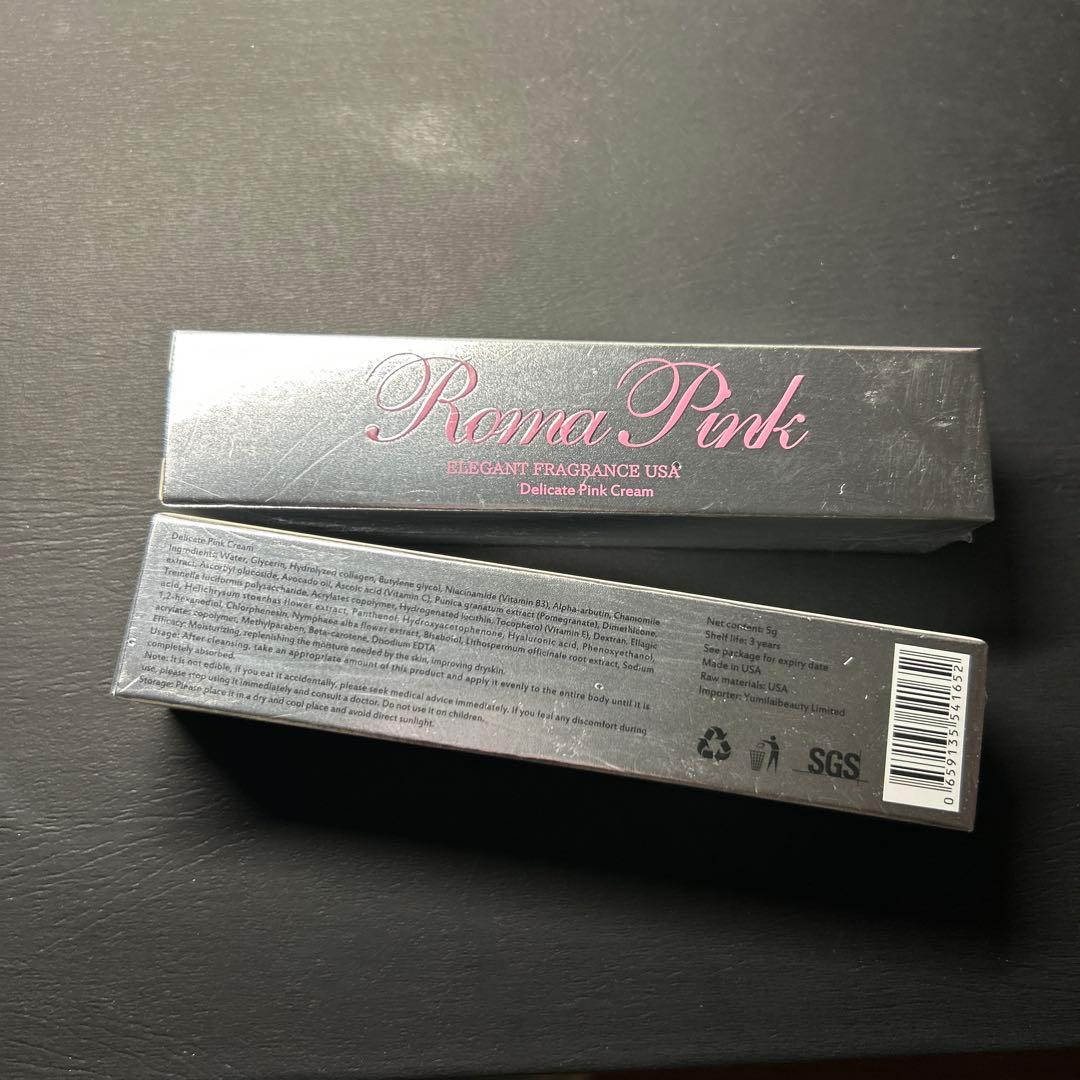 Roma Pink
ELEGANT FRAGRANCE USA
Delicate Pink Cream
Delicate Pink Cream
Ingredients: Water, Glycerin, Hydrolyzed collagen, Butylene glycol, Niacinamide (Vitamin B3), Alpha-arbutin, Chamomile
extract, Ascorbyl glucoside, Avocado oil, Ascolc acid (Vitamin C), Punica granatum extract (Pomegranate), Dimethicone,
Tremella fuciformis polysaccharide, Acrylates copolymer, Hydrogenated lycithin, Tocopherol (Vitamin E), Dextran, Ellagic
acid, Helichrysum stoechas flower extract, Panthenol, Hydroxyacetophenone, Hyaluronic acid, Phenoxyethanol,
1,2-hexanediol, Chlorphenesin, Nymphaea alba flower extract, Bisabolol, Lithospermum officinale root extract, Sodium
acrylates copolymer, Methylparaben, Beta-carotene, Disodium EDTA
Efficacy: Moisturizing, replenishing the moisture needed by the skin, improving dryskin.
Usage: After cleansing, take an appropriate amount of this product and apply it evenly to the entire body until it is
completely absorbed.
Note: It is not edible, if you eat it accidentally, please seek medical advice immediately. If you feal any discomfort during
use, please stop using it immediately and consult a doctor. Do not use it on children.
Storage: Please place it in a dry and cool place and avoid direct sunlight.
Net content: 5g
Shelf life: 3 years
See package for expiry date
Made in USA
Raw materials: USA
Importer: Yumilaibeauty Limited
SGS
0 659135 541652